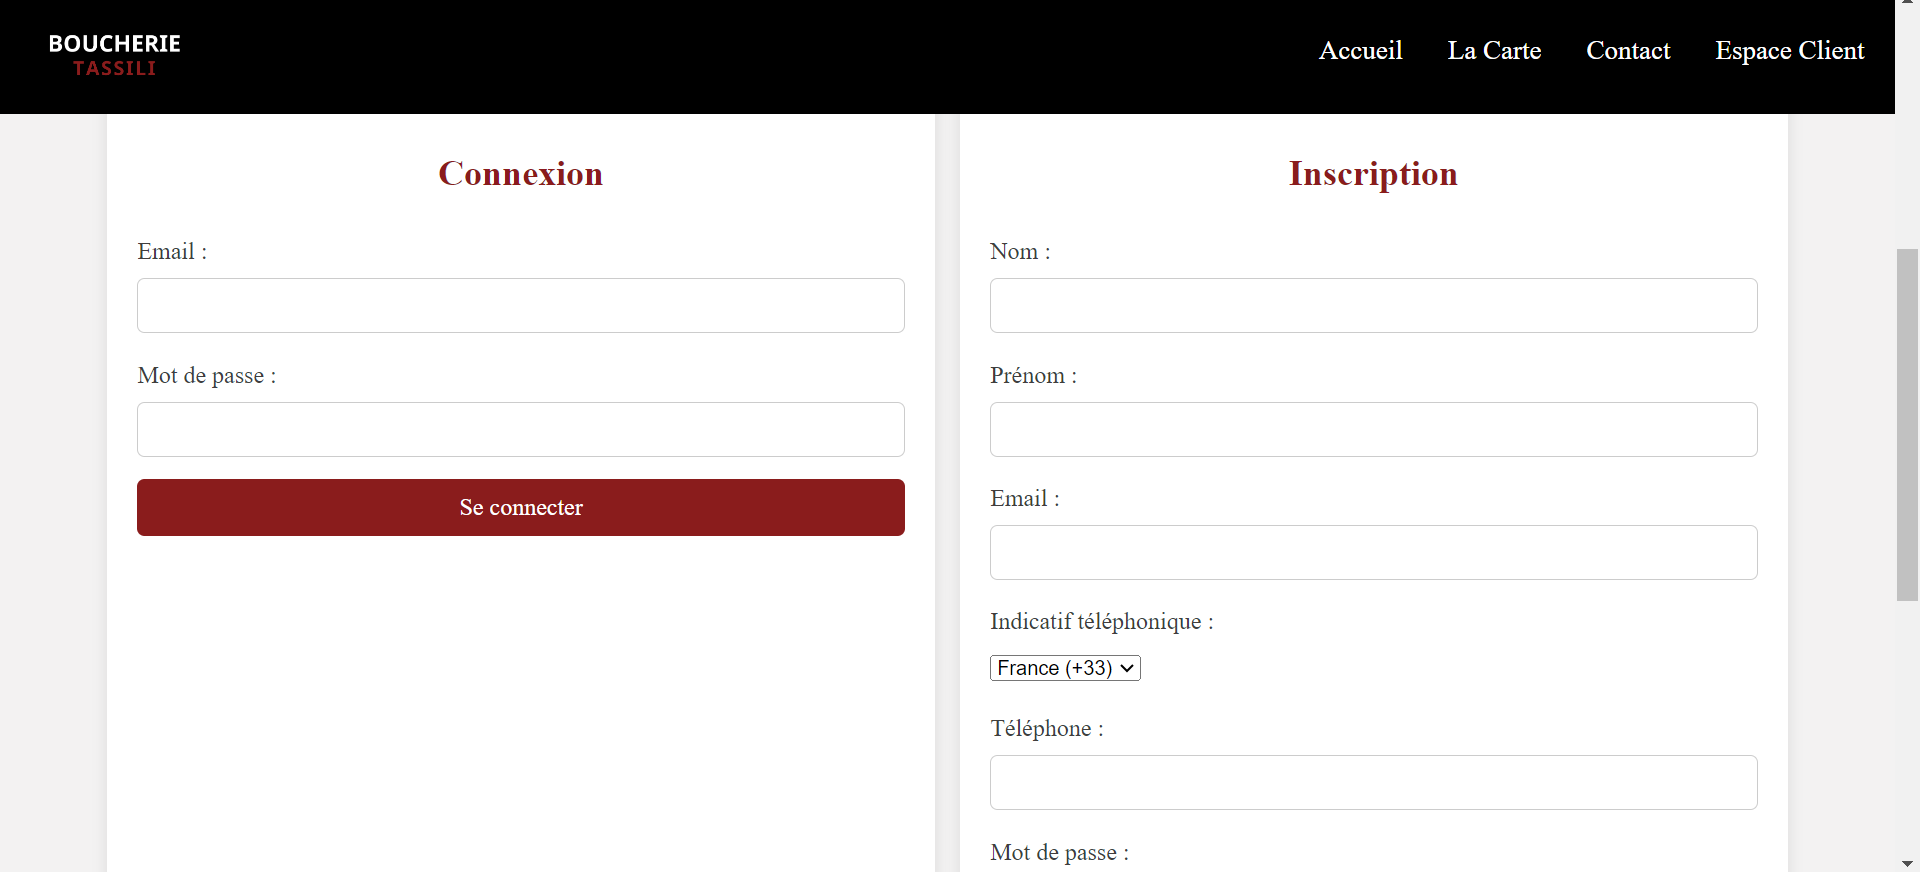 BOUCHERIE
TASSILI
Accueil La Carte Contact Espace Client
Connexion
Email :
Mot de passe :
Se connecter
Inscription
Nom :
Prénom :
Email :
Indicatif téléphonique :
France (+33)
Téléphone :
Mot de passe :